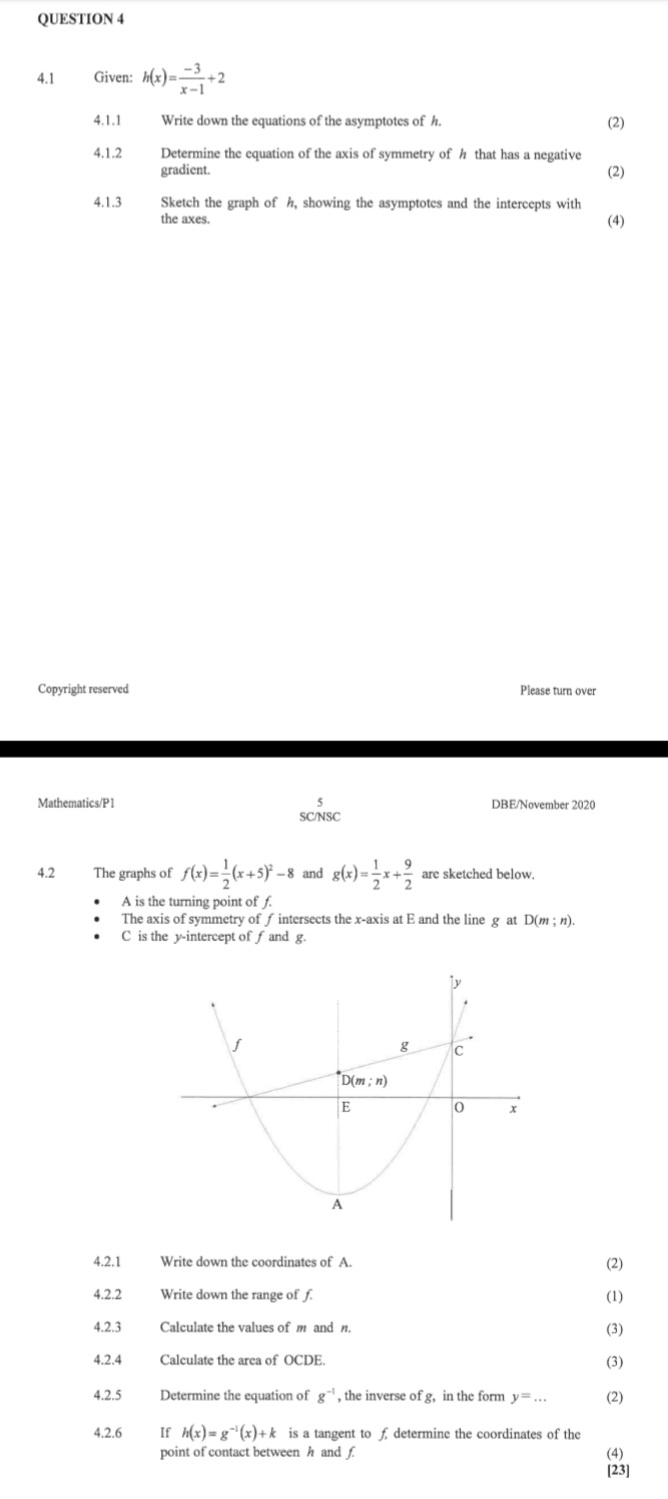 QUESTION 4
4.1 Given: h(x)=\frac{-3}{x-1}+2
4.1.1 Write down the equations of the asymptotes of h. (2)
4.1.2 Determine the equation of the axis of symmetry of h that has a negative
gradient. (2)
4.1.3 Sketch the graph of h, showing the asymptotes and the intercepts with
the axes. (4)
Copyright reserved Please turn over
Mathematics/P1 5 DBE/November 2020
SC/NSC
4.2 The graphs of f(x)=\frac{1}{2}(x+5)^2-8 and g(x)=\frac{1}{2}x+\frac{9}{2} are sketched below.
• A is the turning point of f.
• The axis of symmetry of f intersects the x-axis at E and the line g at D(m ; n).
• C is the y-intercept of f and g.
y
f g C
D(m ; n)
E O x
A
4.2.1 Write down the coordinates of A. (2)
4.2.2 Write down the range of f. (1)
4.2.3 Calculate the values of m and n. (3)
4.2.4 Calculate the area of OCDE. (3)
4.2.5 Determine the equation of g^{-1}, the inverse of g, in the form y=... (2)
4.2.6 If h(x)=g^{-1}(x)+k is a tangent to f, determine the coordinates of the
point of contact between h and f. (4)
[23]